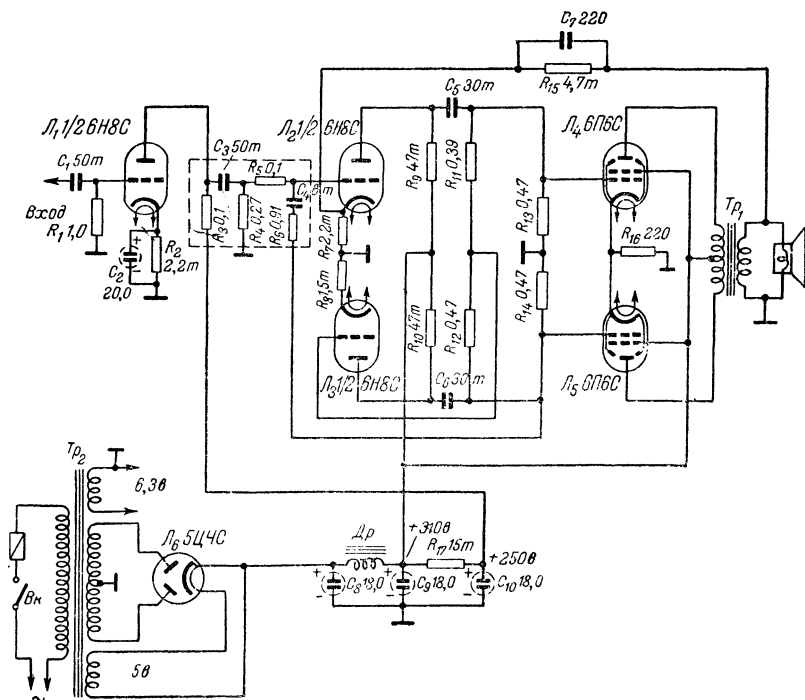 C₇ 220
R₁₅ 4,7т
Л₁ 1/2 6Н8С
Л₂ 1/2 6Н8С
C₅ 30т
Л₄ 6П6С
C₃ 50т
R₅ 0,1
C₁ 50т
Вход
R₁ 1,0
R₃ 0,1
R₄ 0,27
R₆ 0,91
R₉ 47т
R₁₁ 0,39
R₁₃ 0,47
Тр₁
R₂
2,2т
C₂
20,0
R₇ 2,2т
R₈ 1,5т
R₁₆ 220
R₁₀ 47т
R₁₂ 0,47
R₁₄ 0,47
Л₃ 1/2 6Н8С
C₆ 30т
Л₅ 6П6С
Тр₂
6,3в
Л₆ 5Ц4С
Др
+310в
R₁₇ 15т
+250в
Вк
C₈ 18,0
C₉ 18,0
C₁₀ 18,0
5в